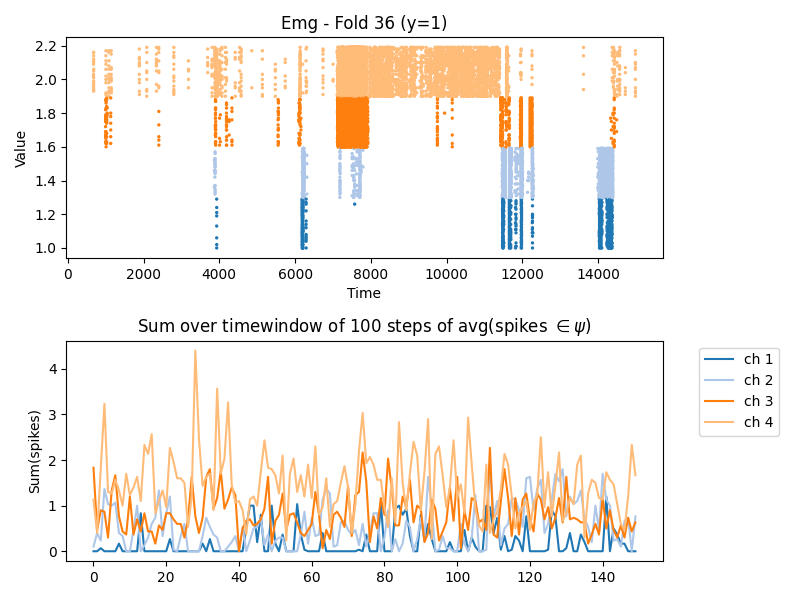 Emg - Fold 36 (y=1)
Value
2.2
2.0
1.8
1.6
1.4
1.2
1.0
0 2000 4000 6000 8000 10000 12000 14000
Time
Sum over timewindow of 100 steps of avg(spikes ∈ ψ)
Sum(spikes)
4
3
2
1
0
0 20 40 60 80 100 120 140
ch 1
ch 2
ch 3
ch 4